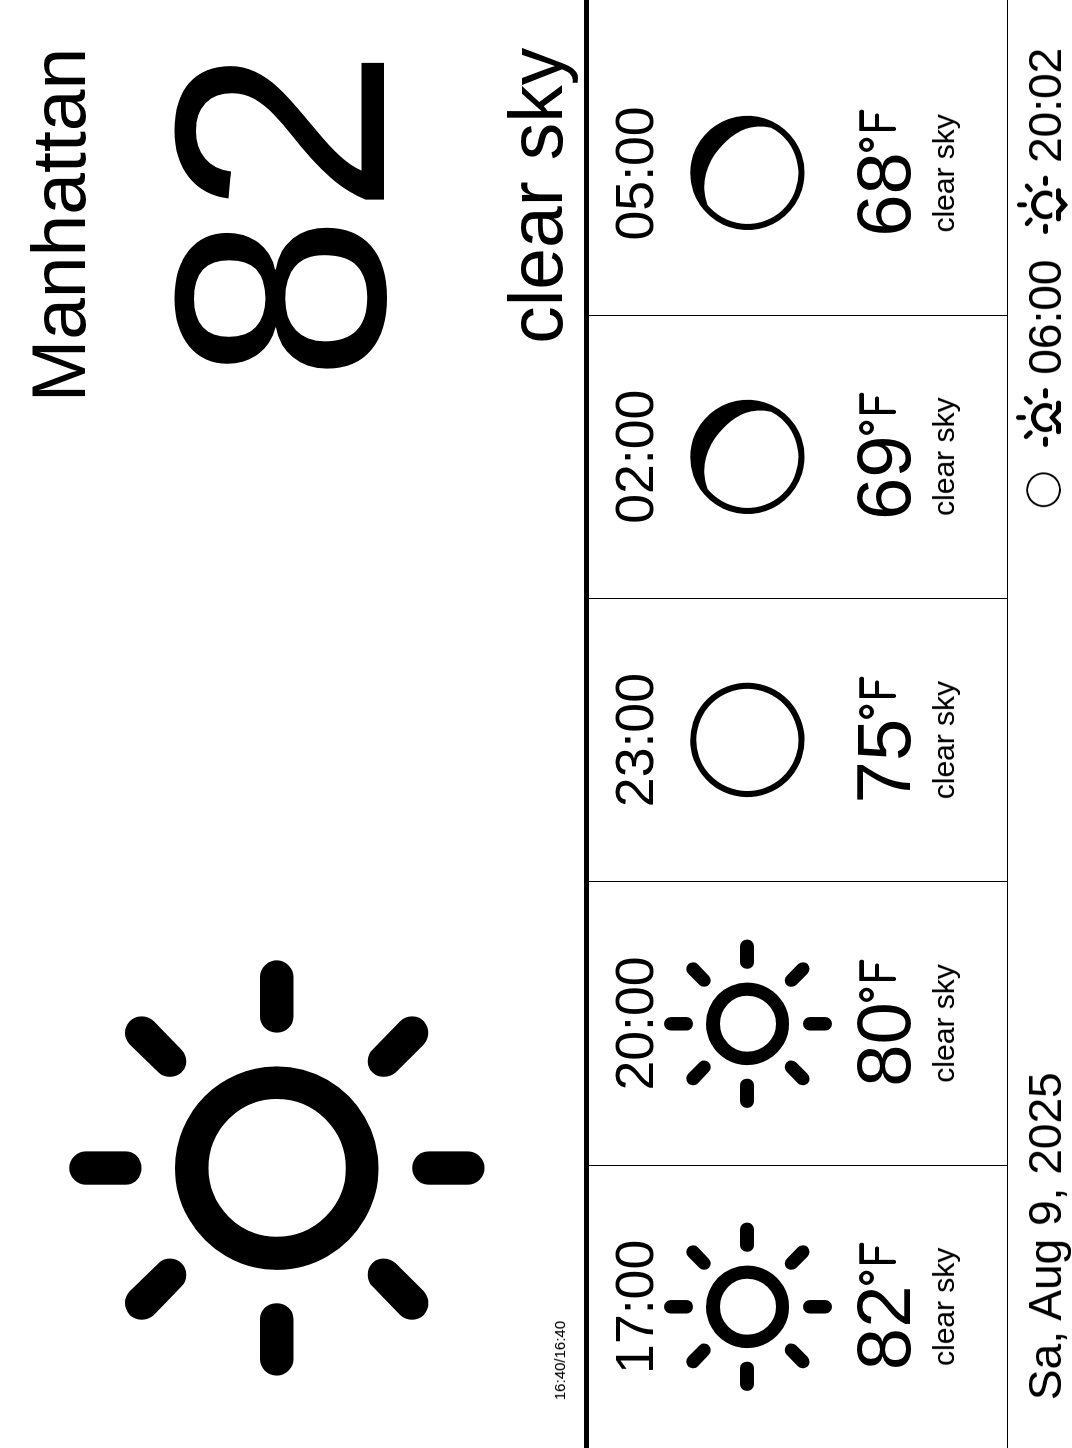 Manhattan
82
clear sky
16:40/16:40
17:00 20:00 23:00 02:00 05:00
82°F 80°F 75°F 69°F 68°F
clear sky clear sky clear sky clear sky clear sky
Sa, Aug 9, 2025 06:00 20:02